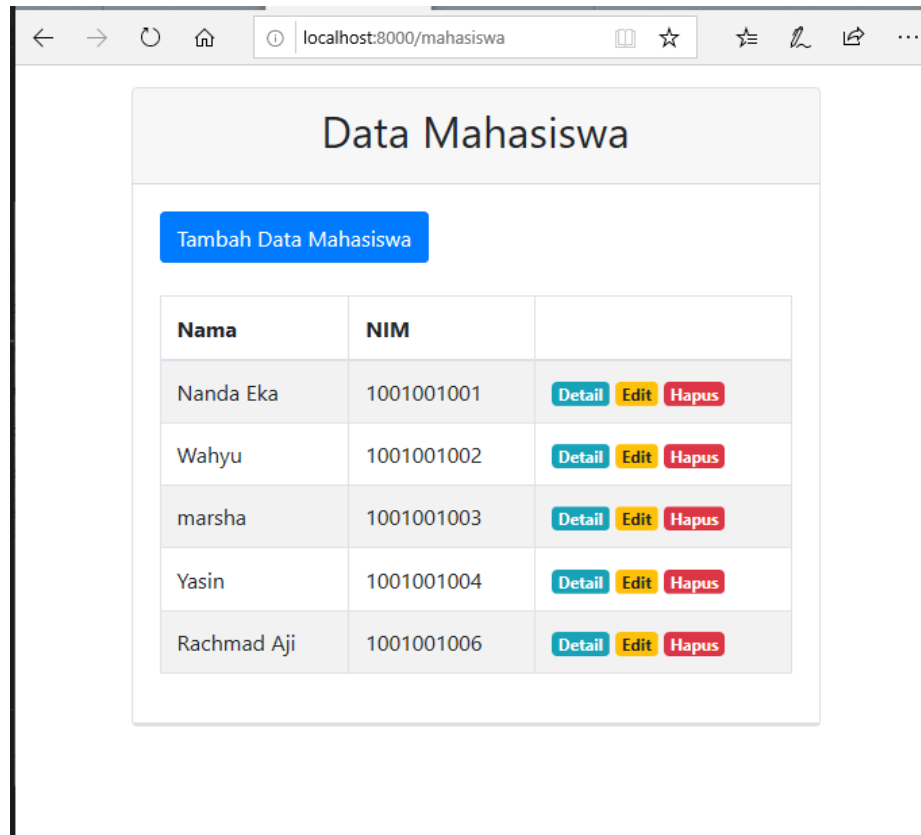 localhost:8000/mahasiswa
Data Mahasiswa
Tambah Data Mahasiswa
Nama NIM
Nanda Eka 1001001001 Detail Edit Hapus
Wahyu 1001001002 Detail Edit Hapus
marsha 1001001003 Detail Edit Hapus
Yasin 1001001004 Detail Edit Hapus
Rachmad Aji 1001001006 Detail Edit Hapus